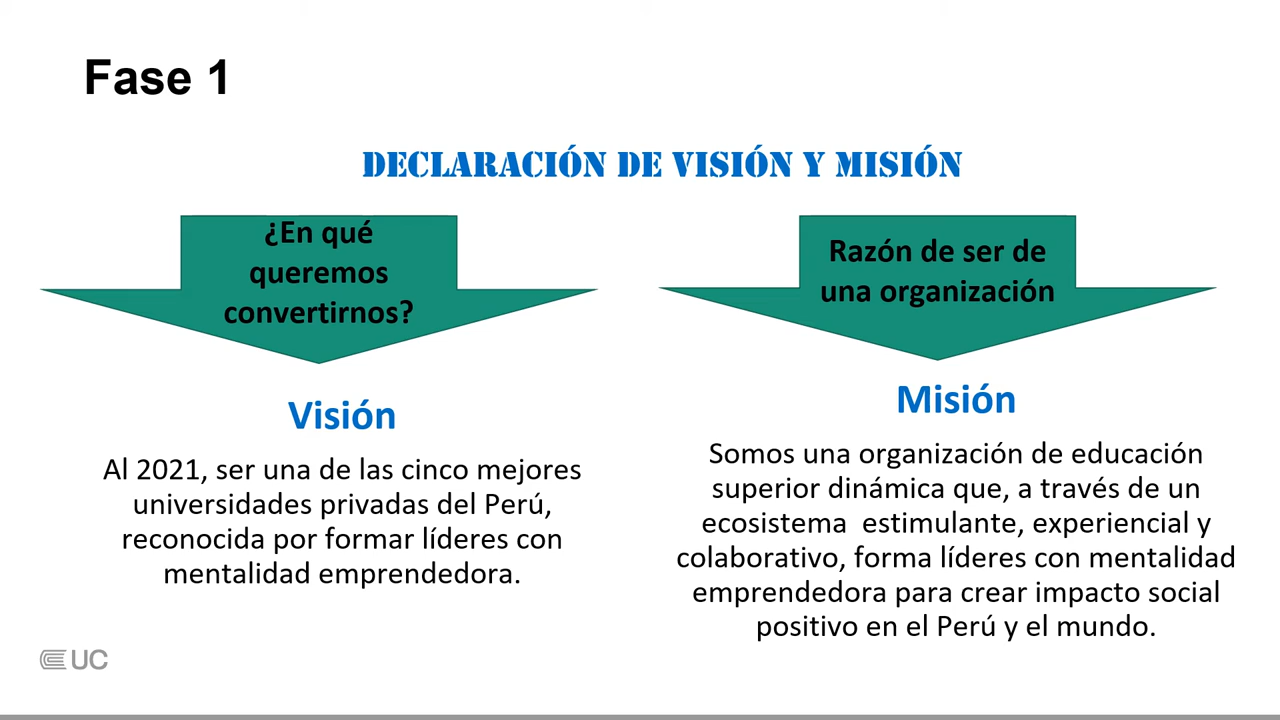 Fase 1
DECLARACIÓN DE VISIÓN Y MISIÓN
¿En qué
queremos
convertirnos?
Visión
Al 2021, ser una de las cinco mejores
universidades privadas del Perú,
reconocida por formar líderes con
mentalidad emprendedora.
Razón de ser de
una organización
Misión
Somos una organización de educación
superior dinámica que, a través de un
ecosistema  estimulante, experiencial y
colaborativo, forma líderes con mentalidad
emprendedora para crear impacto social
positivo en el Perú y el mundo.
UC